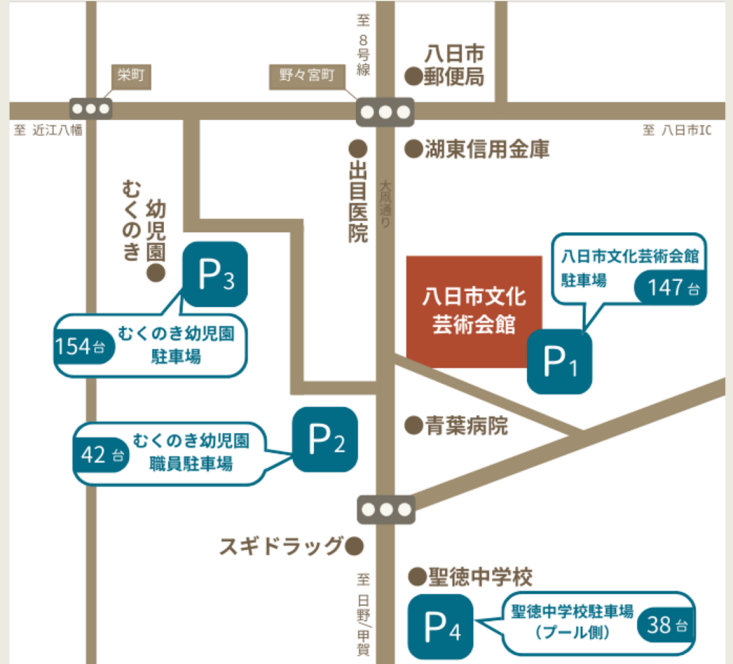 至 8号線
八日市
郵便局
栄町
野々宮町
至 近江八幡
至 八日市IC
湖東信用金庫
出目医院
大凧通り
幼児園
むくのき
P3
八日市文化芸術会館
駐車場
147台
八日市文化
芸術会館
P1
154台
むくのき幼児園
駐車場
青葉病院
P2
42台
むくのき幼児園
職員駐車場
スギドラッグ
聖徳中学校
至 日野/甲賀
P4
聖徳中学校駐車場
（プール側）
38台